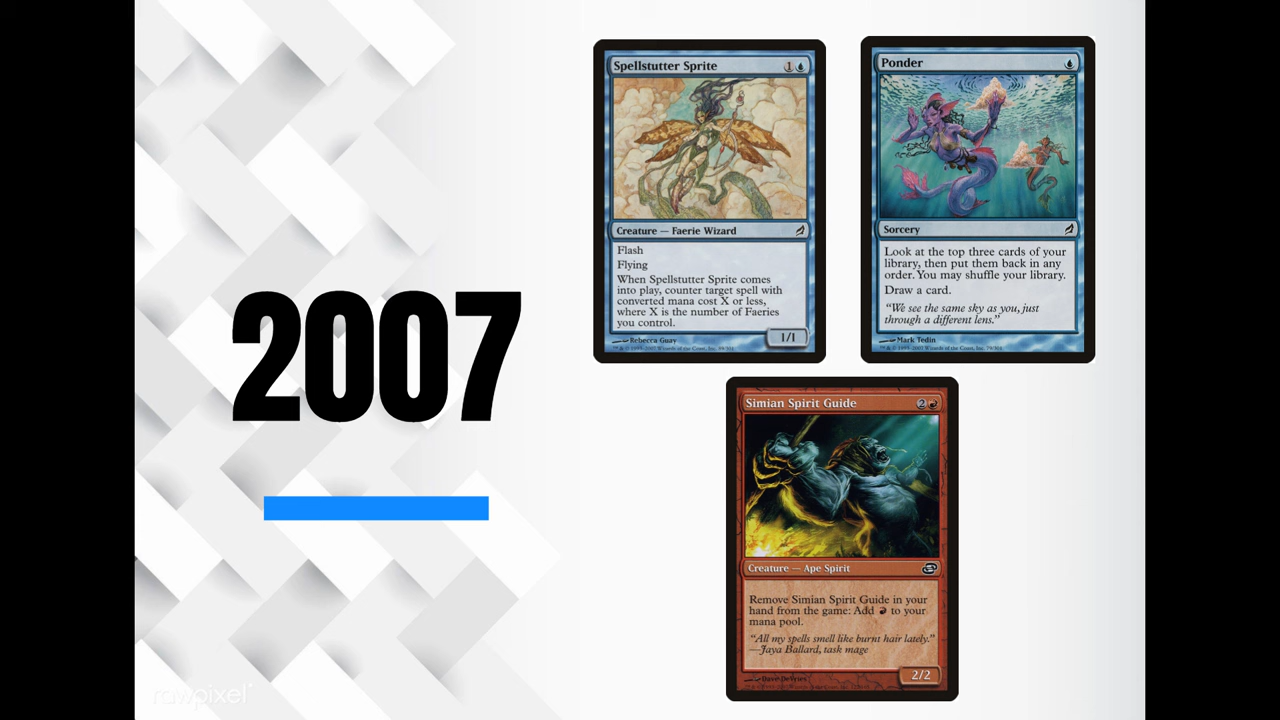 2007
Spellstutter Sprite 1
Creature — Faerie Wizard
Flash
Flying
When Spellstutter Sprite comes
into play, counter target spell with
converted mana cost X or less,
where X is the number of Faeries
you control.
1/1
Rebecca Guay
Ponder
Sorcery
Look at the top three cards of your
library, then put them back in any
order. You may shuffle your library.
Draw a card.
"We see the same sky as you, just
through a different lens."
Mark Tedin
Simian Spirit Guide 2
Creature — Ape Spirit
Remove Simian Spirit Guide in your
hand from the game: Add to your
mana pool.
"All my spells smell like burnt hair lately."
—Jaya Ballard, task mage
2/2
Dave DeVries
rawpixel